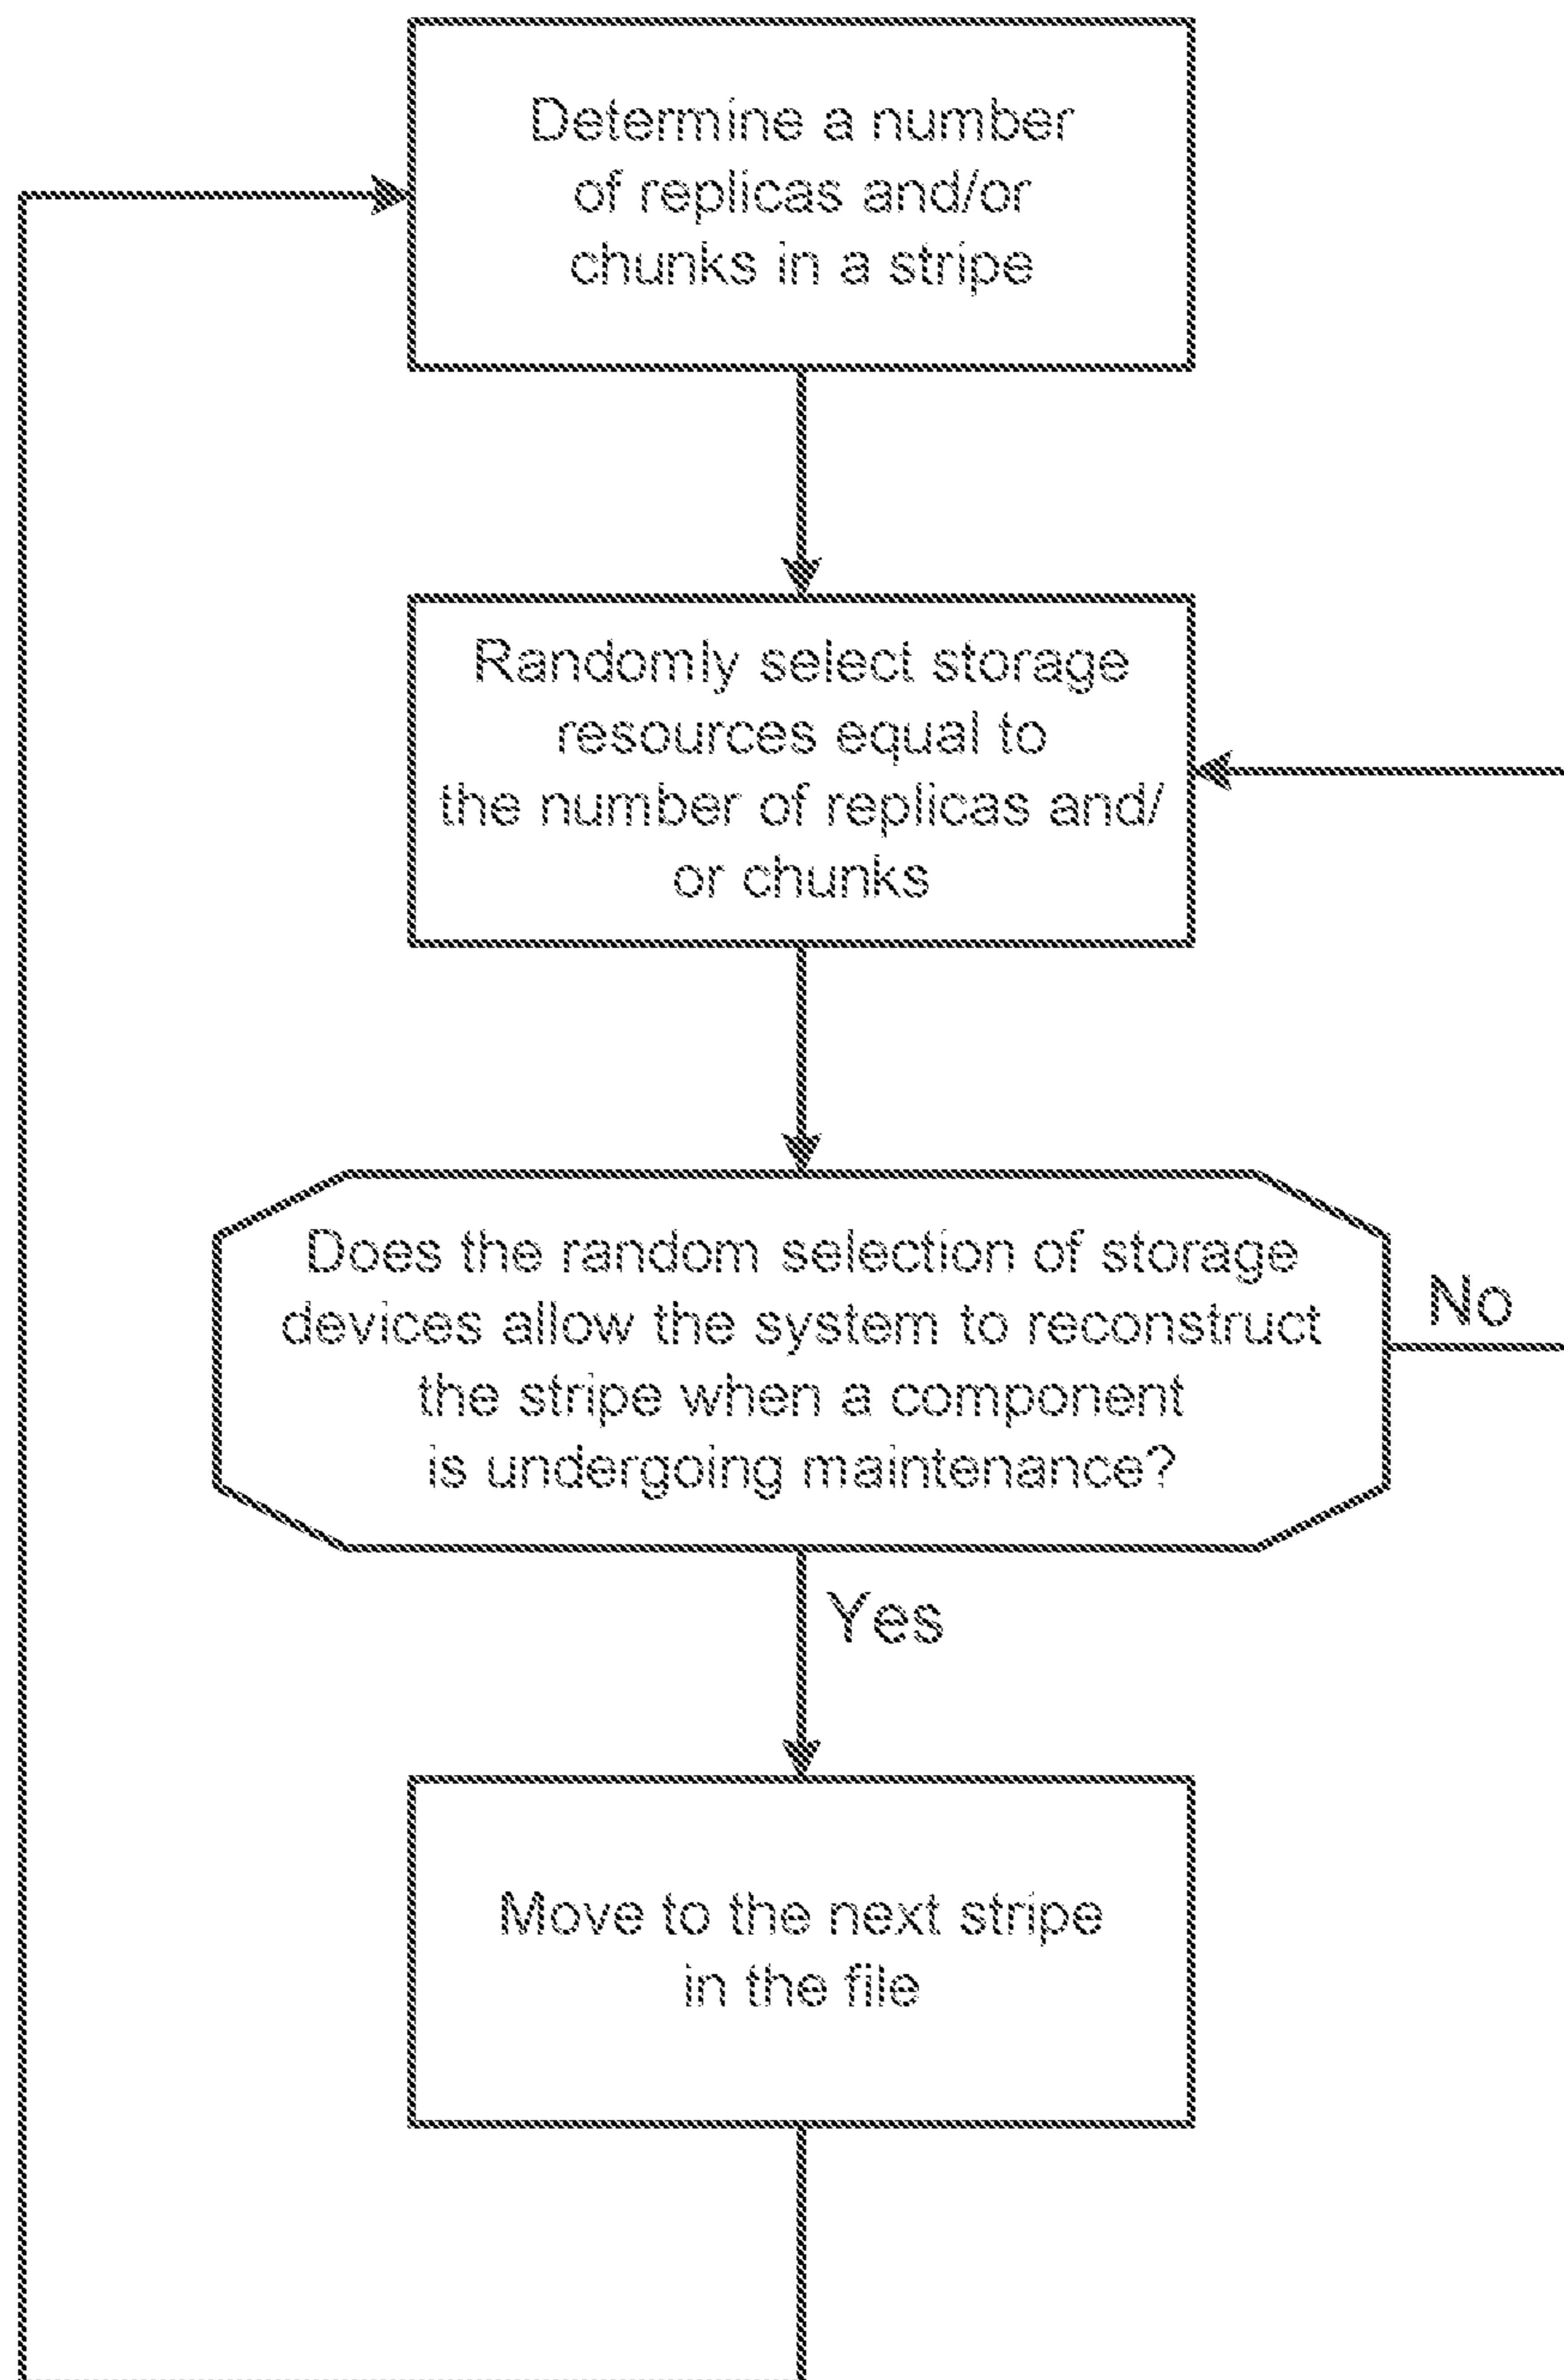 Determine a number
of replicas and/or
chunks in a stripe
Randomly select storage
resources equal to
the number of replicas and/
or chunks
Does the random selection of storage
devices allow the system to reconstruct
the stripe when a component
is undergoing maintenance?
No
Yes
Move to the next stripe
in the file